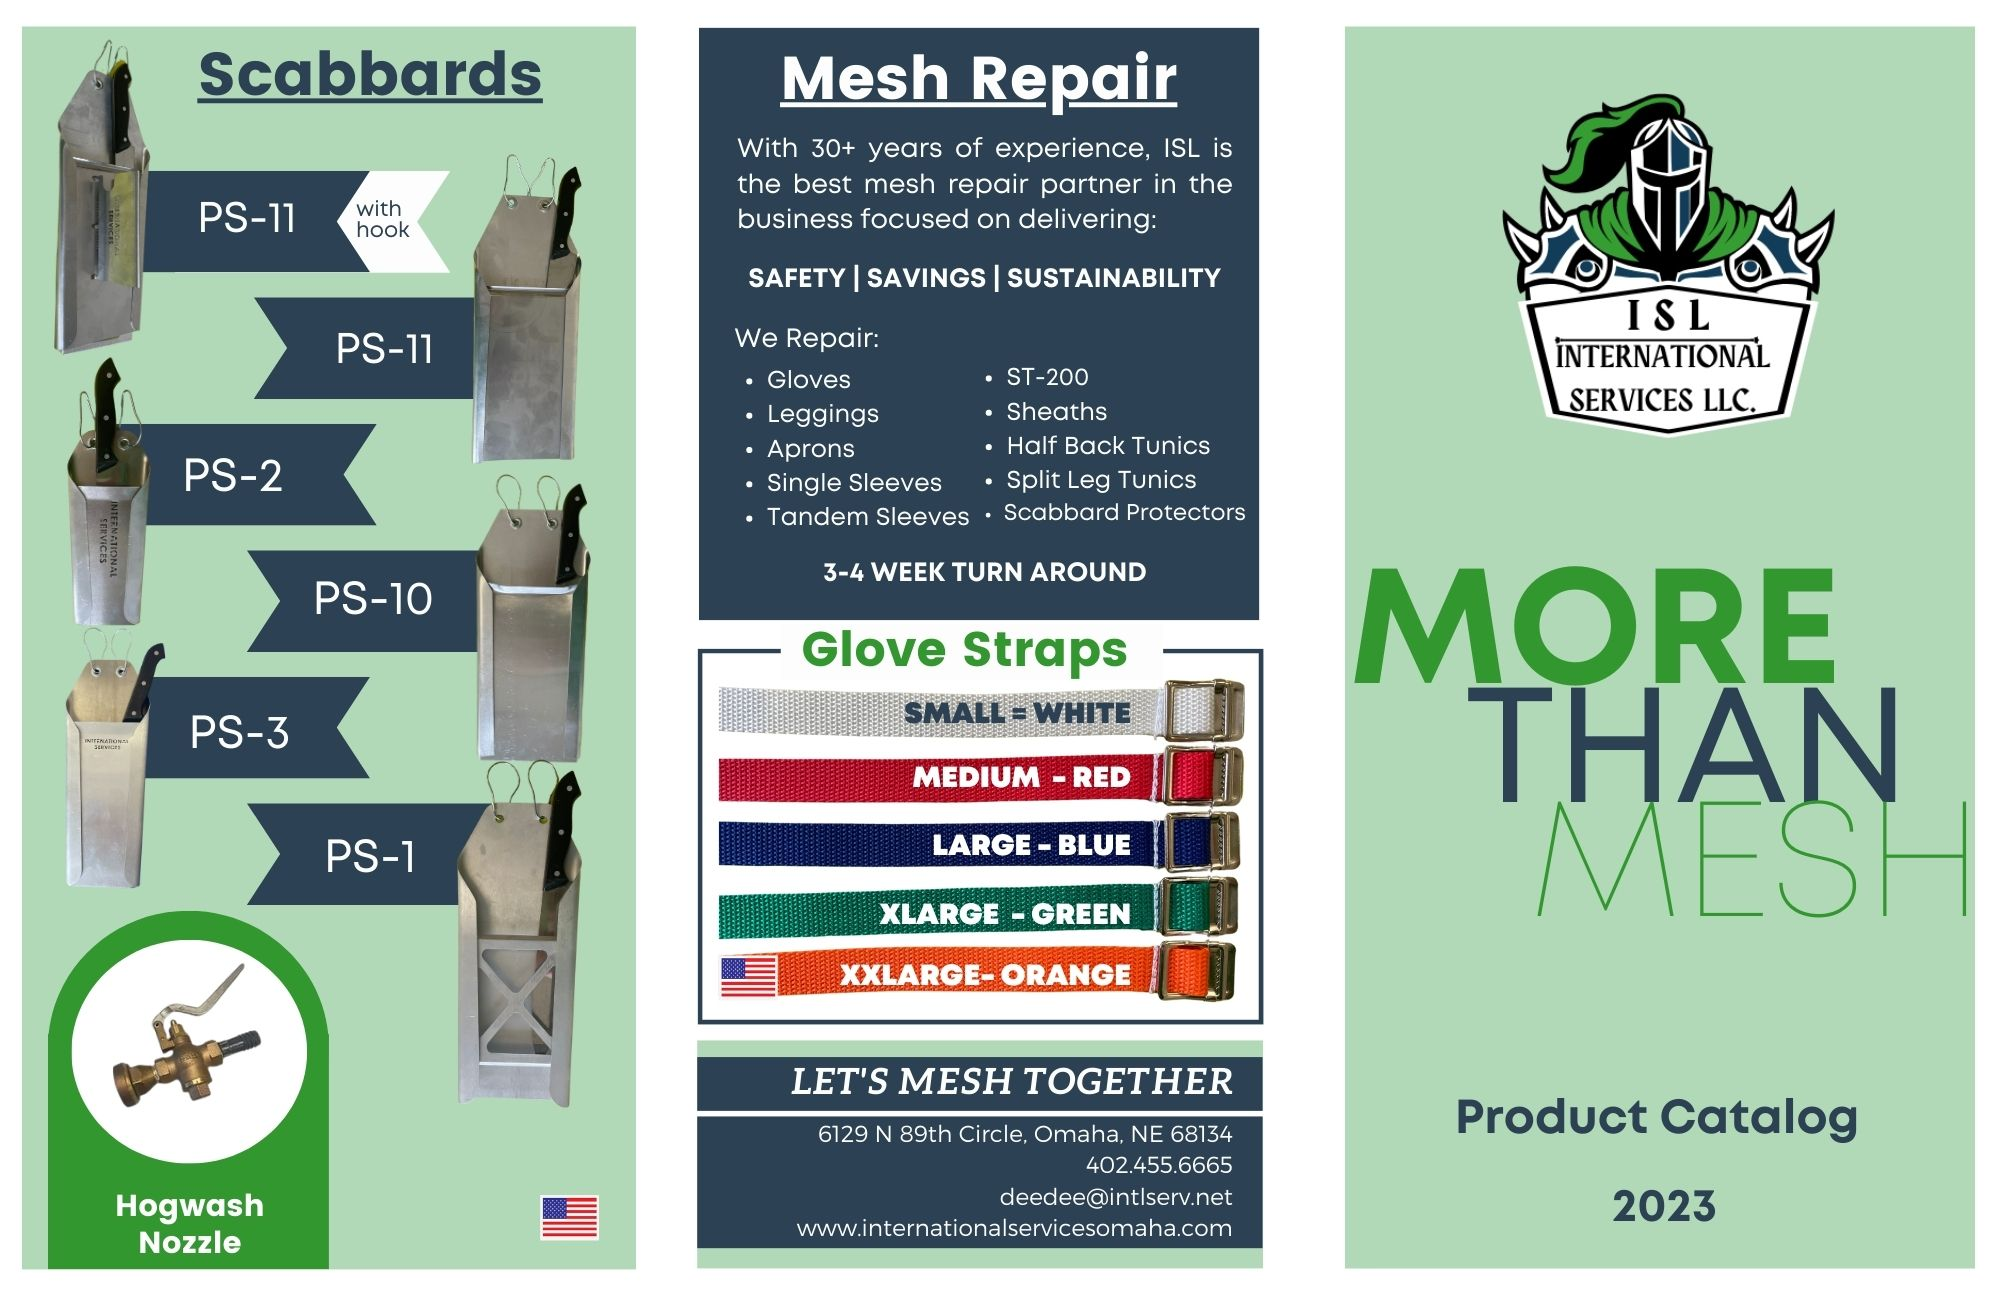 Scabbards
PS-11
with
hook
PS-11
PS-2
INTERNATIONAL
SERVICES
PS-10
PS-3
INTERNATIONAL
SERVICES
PS-1
Hogwash
Nozzle
Mesh Repair
With 30+ years of experience, ISL is
the best mesh repair partner in the
business focused on delivering:
SAFETY | SAVINGS | SUSTAINABILITY
We Repair:
• Gloves
• Leggings
• Aprons
• Single Sleeves
• Tandem Sleeves
• ST-200
• Sheaths
• Half Back Tunics
• Split Leg Tunics
• Scabbard Protectors
3-4 WEEK TURN AROUND
Glove Straps
SMALL = WHITE
MEDIUM - RED
LARGE - BLUE
XLARGE - GREEN
XXLARGE- ORANGE
LET'S MESH TOGETHER
6129 N 89th Circle, Omaha, NE 68134
402.455.6665
deedee@intlserv.net
www.internationalservicesomaha.com
ISL
INTERNATIONAL
SERVICES LLC.
MORE
THAN
MESH
Product Catalog
2023